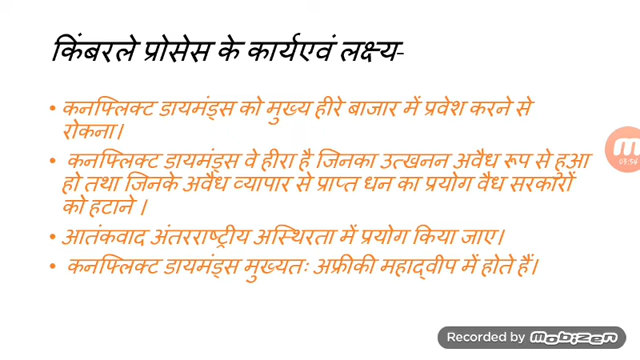 किंबरले प्रोसेस के कार्यएवं लक्ष्य-
• कनफ्लिक्ट डायमंड्स को मुख्य हीरे बाजार में प्रवेश करने से
रोकना।
• कनफ्लिक्ट डायमंड्स वे हीरा है जिनका उत्खनन अवैध रूप से हुआ
हो तथा जिनके अवैध व्यापार से प्राप्त धन का प्रयोग वैध सरकारों
को हटाने ।
• आतंकवाद अंतरराष्ट्रीय अस्थिरता में प्रयोग किया जाए।
• कनफ्लिक्ट डायमंड्स मुख्यतः अफ्रीकी महाद्वीप में होते हैं।
Recorded by mobizen